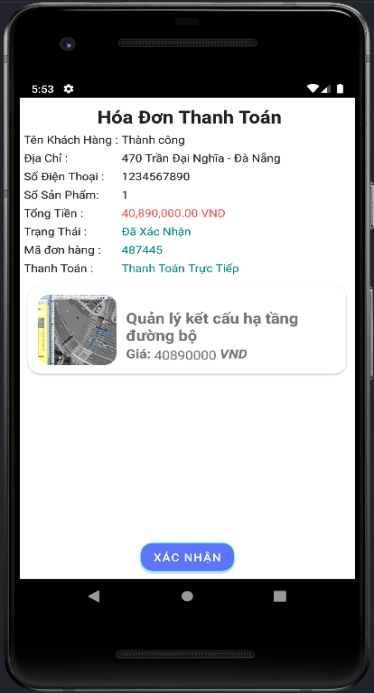 5:53
Hóa Đơn Thanh Toán
Tên Khách Hàng : Thành công
Địa Chỉ : 470 Trần Đại Nghĩa - Đà Nẵng
Số Điện Thoại : 1234567890
Số Sản Phẩm: 1
Tổng Tiền : 40,890,000.00 VND
Trạng Thái : Đã Xác Nhận
Mã đơn hàng : 487445
Thanh Toán : Thanh Toán Trực Tiếp
Quản lý kết cấu hạ tầng
đường bộ
Giá: 40890000 VND
XÁC NHẬN